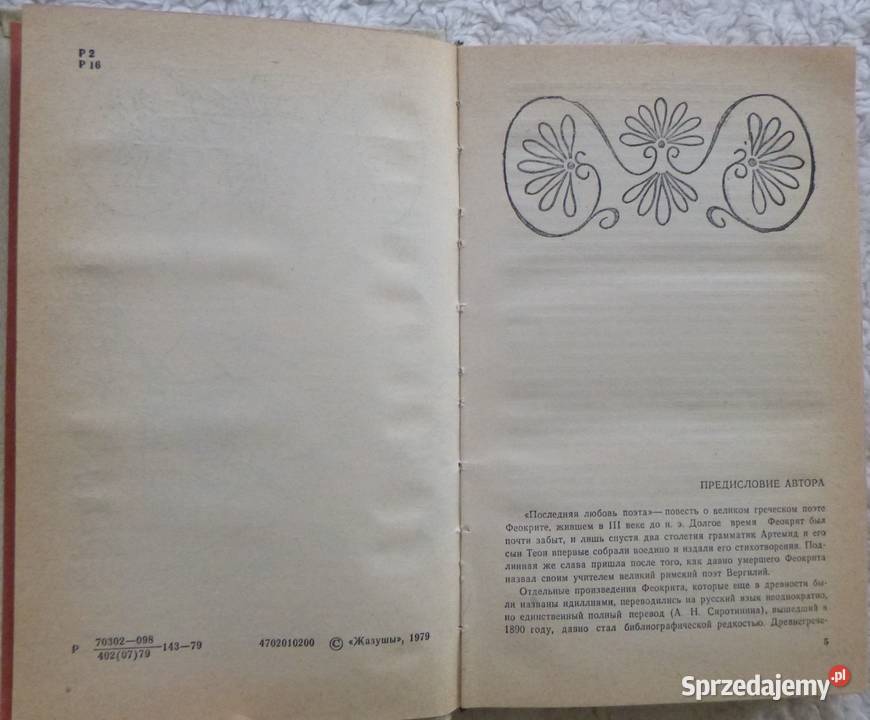 Р 2
Р 16
Р 70302—098
402(07)79 —143—79 4702010200 © «Жазушы», 1979
ПРЕДИСЛОВИЕ АВТОРА
«Последняя любовь поэта»— повесть о великом греческом поэте
Феокрите, жившем в III веке до н. э. Долгое время Феокрит был
почти забыт, и лишь спустя два столетия грамматик Артемид и его
сын Теон впервые собрали воедино и издали его стихотворения. Под-
линная же слава пришла после того, как давно умершего Феокрита
назвал своим учителем великий римский поэт Вергилий.
Отдельные произведения Феокрита, которые еще в древности бы-
ли названы идиллиями, переводились на русский язык неоднократно,
но единственный полный перевод (А. Н. Сиротинина), вышедший в
1890 году, давно стал библиографической редкостью. Древнегрече-
5
Sprzedajemy.pl